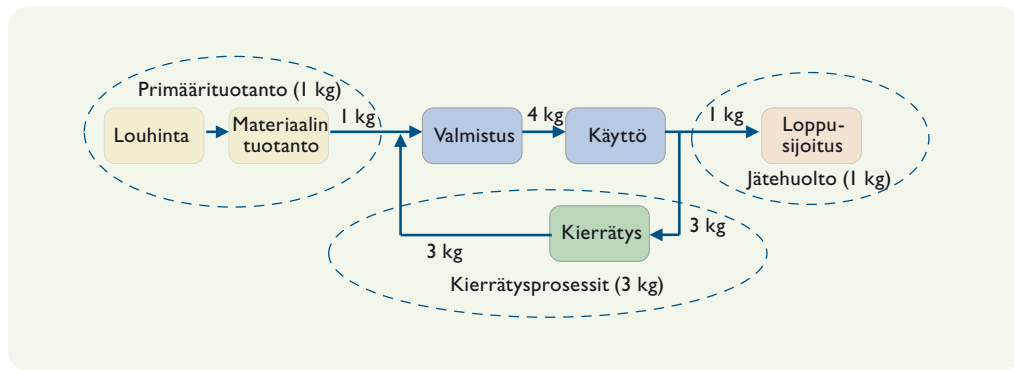 Primäärituotanto (1 kg)
Louhinta
Materiaalin
tuotanto
1 kg
Valmistus
4 kg
Käyttö
1 kg
Loppu-
sijoitus
Jätehuolto (1 kg)
Kierrätys
3 kg
3 kg
Kierrätysprosessit (3 kg)